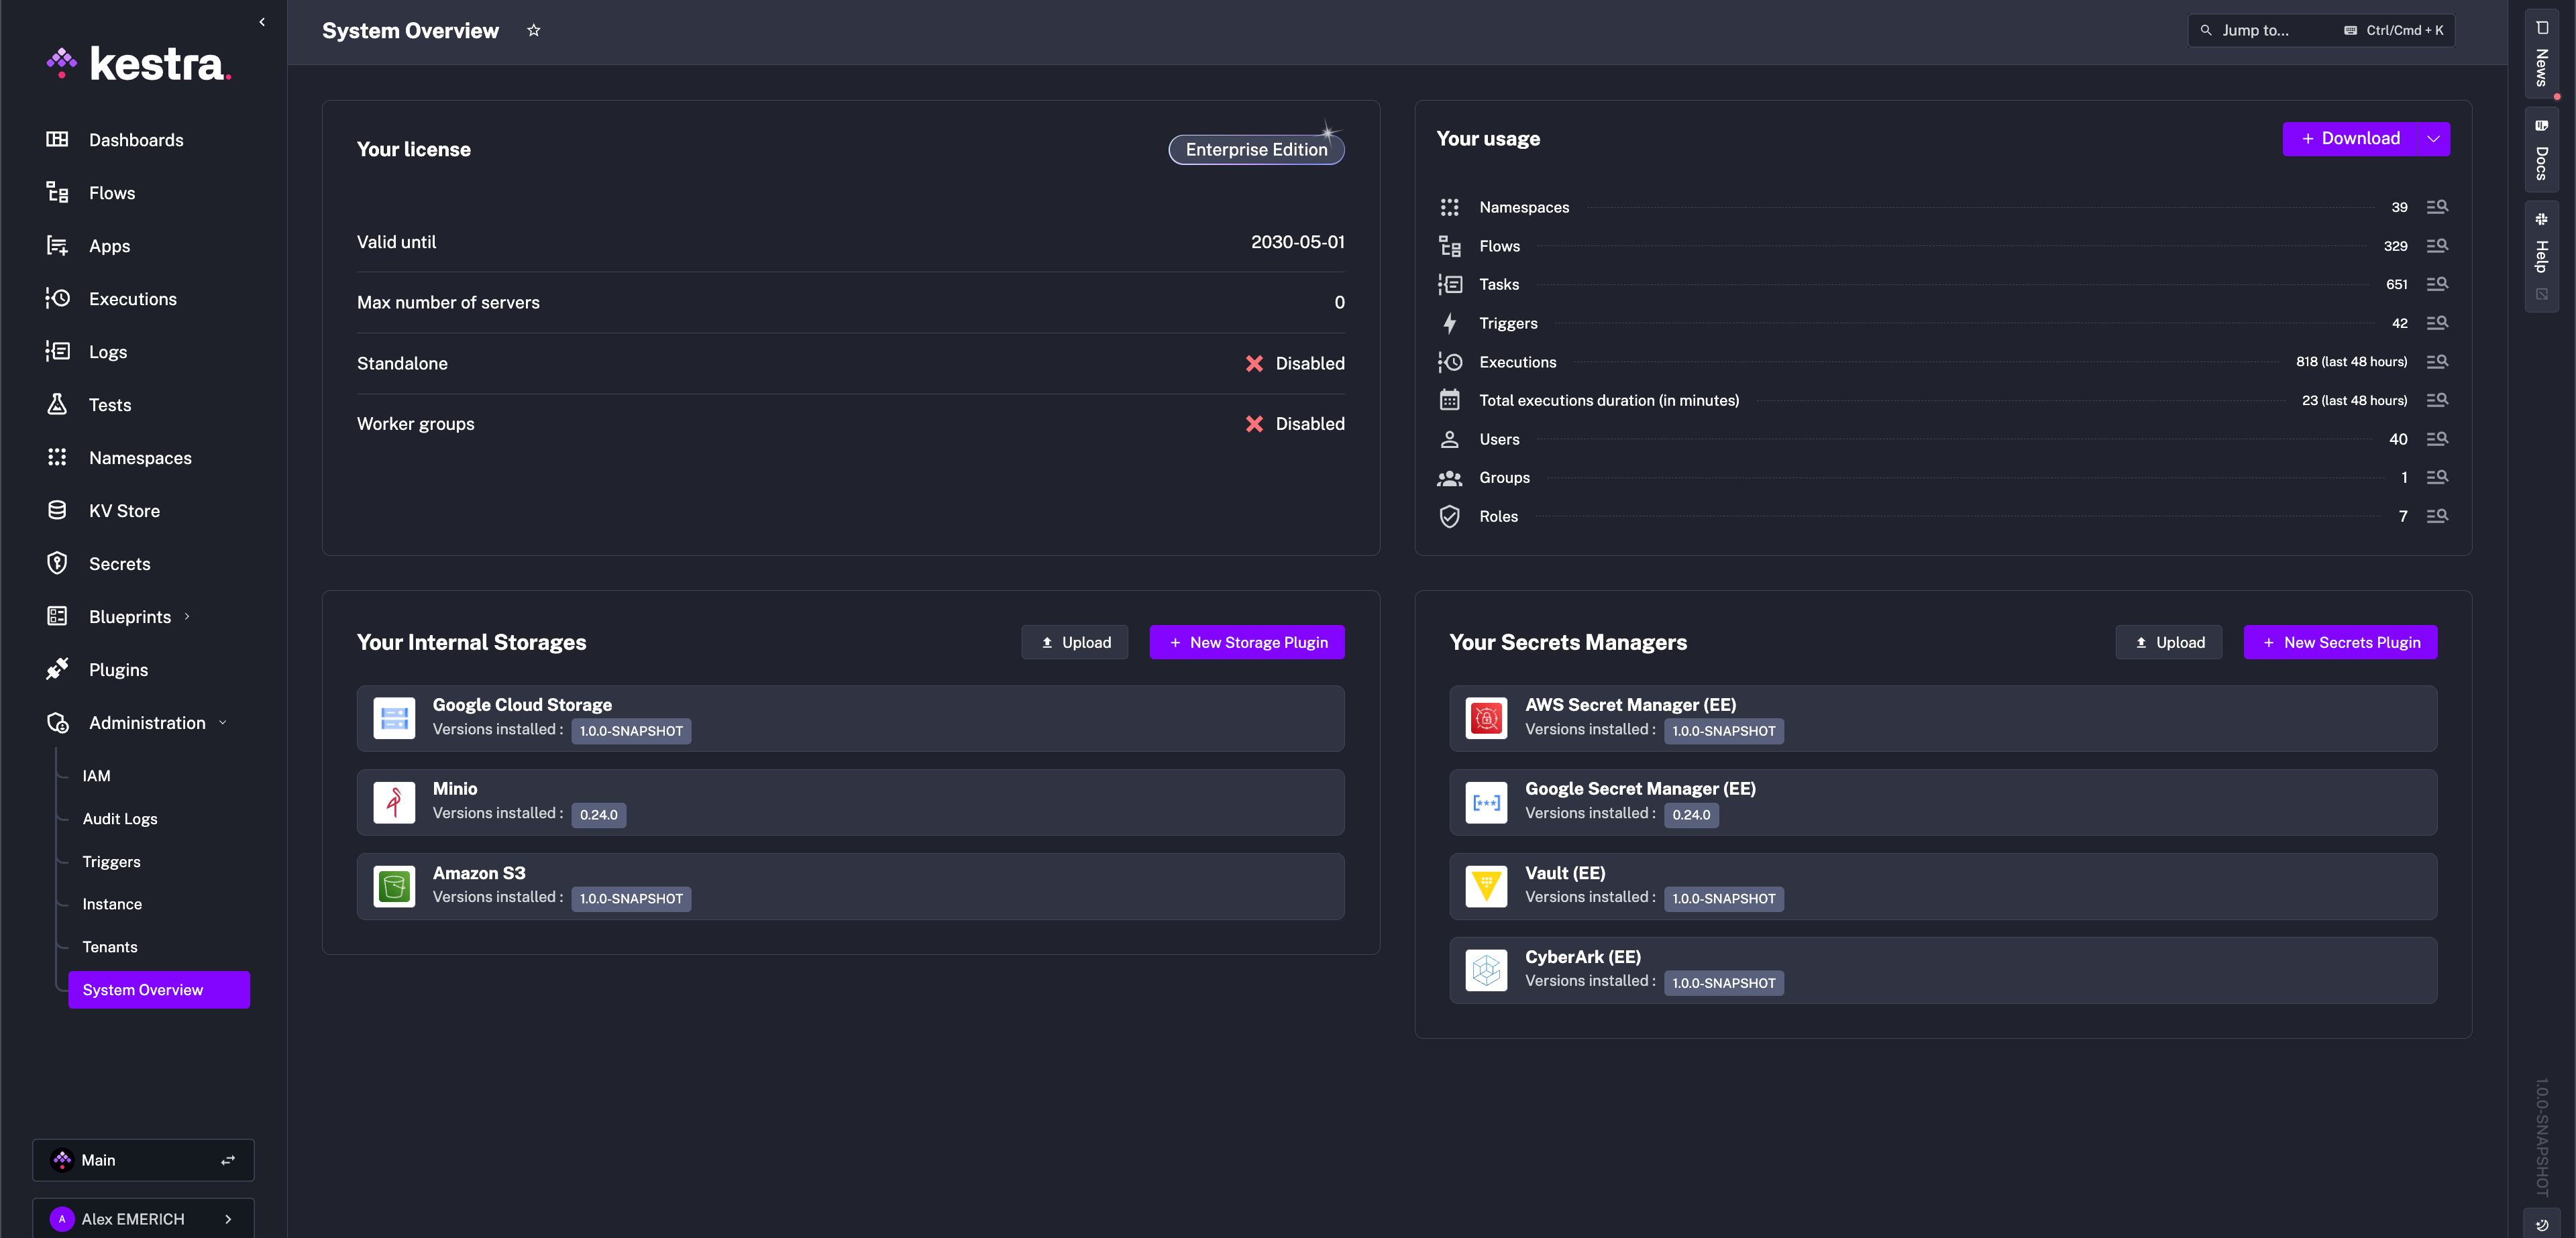 kestra.
Dashboards
Flows
Apps
Executions
Logs
Tests
Namespaces
KV Store
Secrets
Blueprints
Plugins
Administration
IAM
Audit Logs
Triggers
Instance
Tenants
System Overview
Main
A Alex EMERICH
System Overview
Jump to... Ctrl/Cmd + K
Your license Enterprise Edition
Valid until 2030-05-01
Max number of servers 0
Standalone Disabled
Worker groups Disabled
Your usage + Download
Namespaces 39
Flows 329
Tasks 651
Triggers 42
Executions 818 (last 48 hours)
Total executions duration (in minutes) 23 (last 48 hours)
Users 40
Groups 1
Roles 7
Your Internal Storages Upload + New Storage Plugin
Google Cloud Storage
Versions installed : 1.0.0-SNAPSHOT
Minio
Versions installed : 0.24.0
Amazon S3
Versions installed : 1.0.0-SNAPSHOT
Your Secrets Managers Upload + New Secrets Plugin
AWS Secret Manager (EE)
Versions installed : 1.0.0-SNAPSHOT
Google Secret Manager (EE)
Versions installed : 0.24.0
Vault (EE)
Versions installed : 1.0.0-SNAPSHOT
CyberArk (EE)
Versions installed : 1.0.0-SNAPSHOT
News
Docs
Help
1.0.0-SNAPSHOT